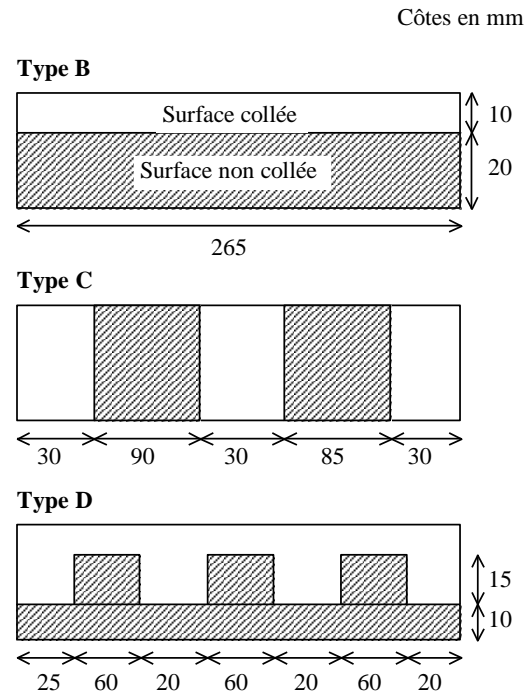 Côtes en mm
Type B
Surface collée
10
Surface non collée
20
265
Type C
30 90 30 85 30
Type D
15
10
25 60 20 60 20 60 20